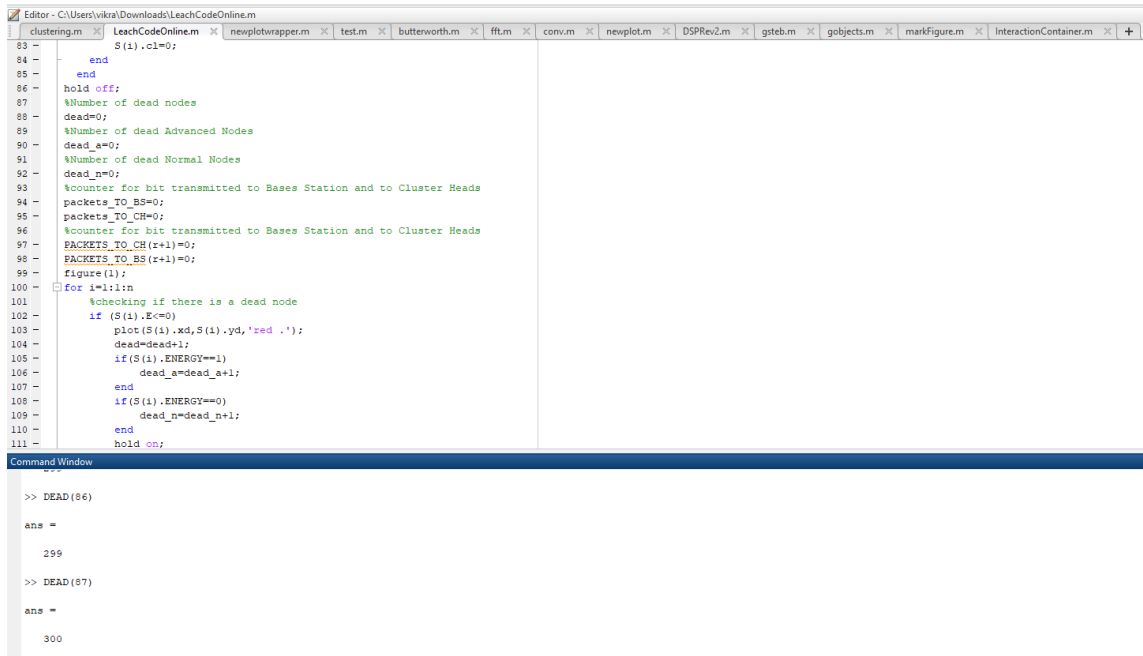 Editor - C:\Users\vikra\Downloads\LeachCodeOnline.m
clustering.m LeachCodeOnline.m newplotwrapper.m test.m butterworth.m fft.m conv.m newplot.m DSPRev2.m gsteb.m gobjects.m markFigure.m InteractionContainer.m +
83 - S(i).cl=0;
84 - end
85 - end
86 - hold off;
87 %Number of dead nodes
88 - dead=0;
89 %Number of dead Advanced Nodes
90 - dead_a=0;
91 %Number of dead Normal Nodes
92 - dead_n=0;
93 %counter for bit transmitted to Bases Station and to Cluster Heads
94 - packets_TO_BS=0;
95 - packets_TO_CH=0;
96 %counter for bit transmitted to Bases Station and to Cluster Heads
97 - PACKETS_TO_CH(r+1)=0;
98 - PACKETS_TO_BS(r+1)=0;
99 - figure(1);
100 - for i=1:1:n
101 %checking if there is a dead node
102 - if (S(i).E<=0)
103 - plot(S(i).xd,S(i).yd,'red .');
104 - dead=dead+1;
105 - if(S(i).ENERGY==1)
106 - dead_a=dead_a+1;
107 - end
108 - if(S(i).ENERGY==0)
109 - dead_n=dead_n+1;
110 - end
111 - hold on;
Command Window
>> DEAD(86)
ans =
299
>> DEAD(87)
ans =
300